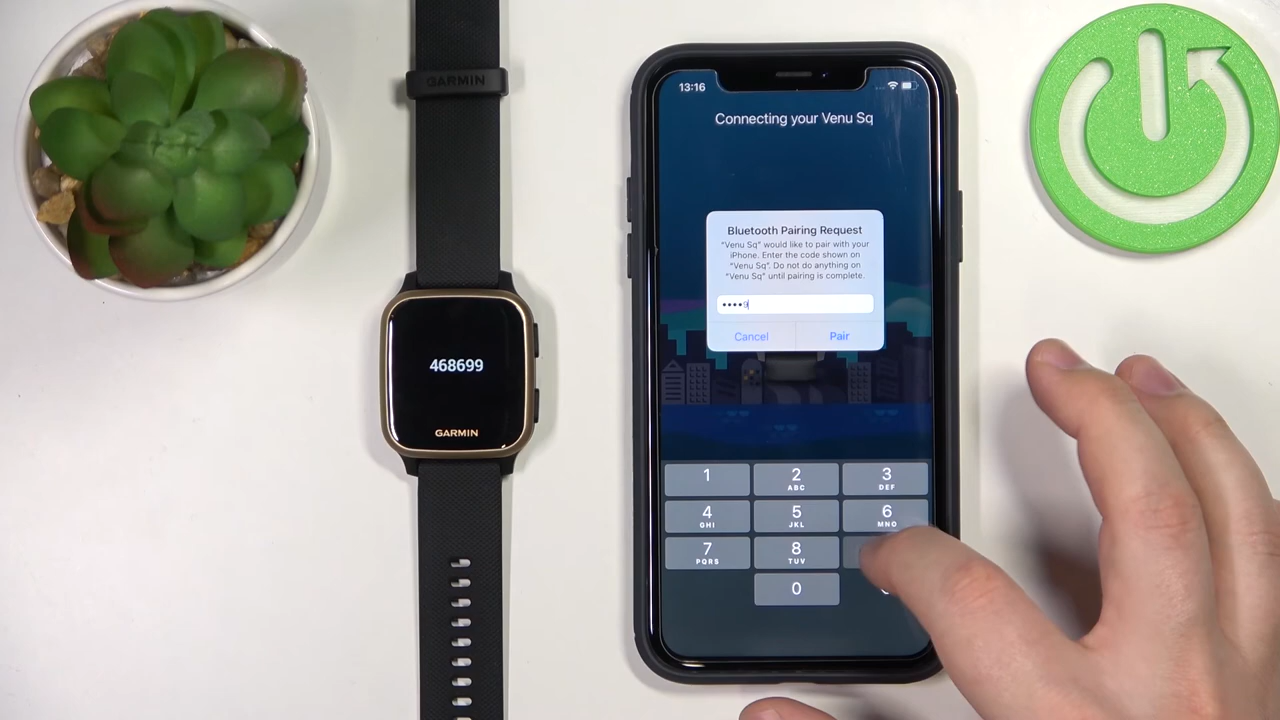 GARMIN
468699
GARMIN
13:16
Connecting your Venu Sq
Bluetooth Pairing Request
"Venu Sq" would like to pair with your
iPhone. Enter the code shown on
"Venu Sq". Do not do anything on
"Venu Sq" until pairing is complete.
••••9
Cancel
Pair
1
2
ABC
3
DEF
4
GHI
5
JKL
6
MNO
7
PQRS
8
TUV
0